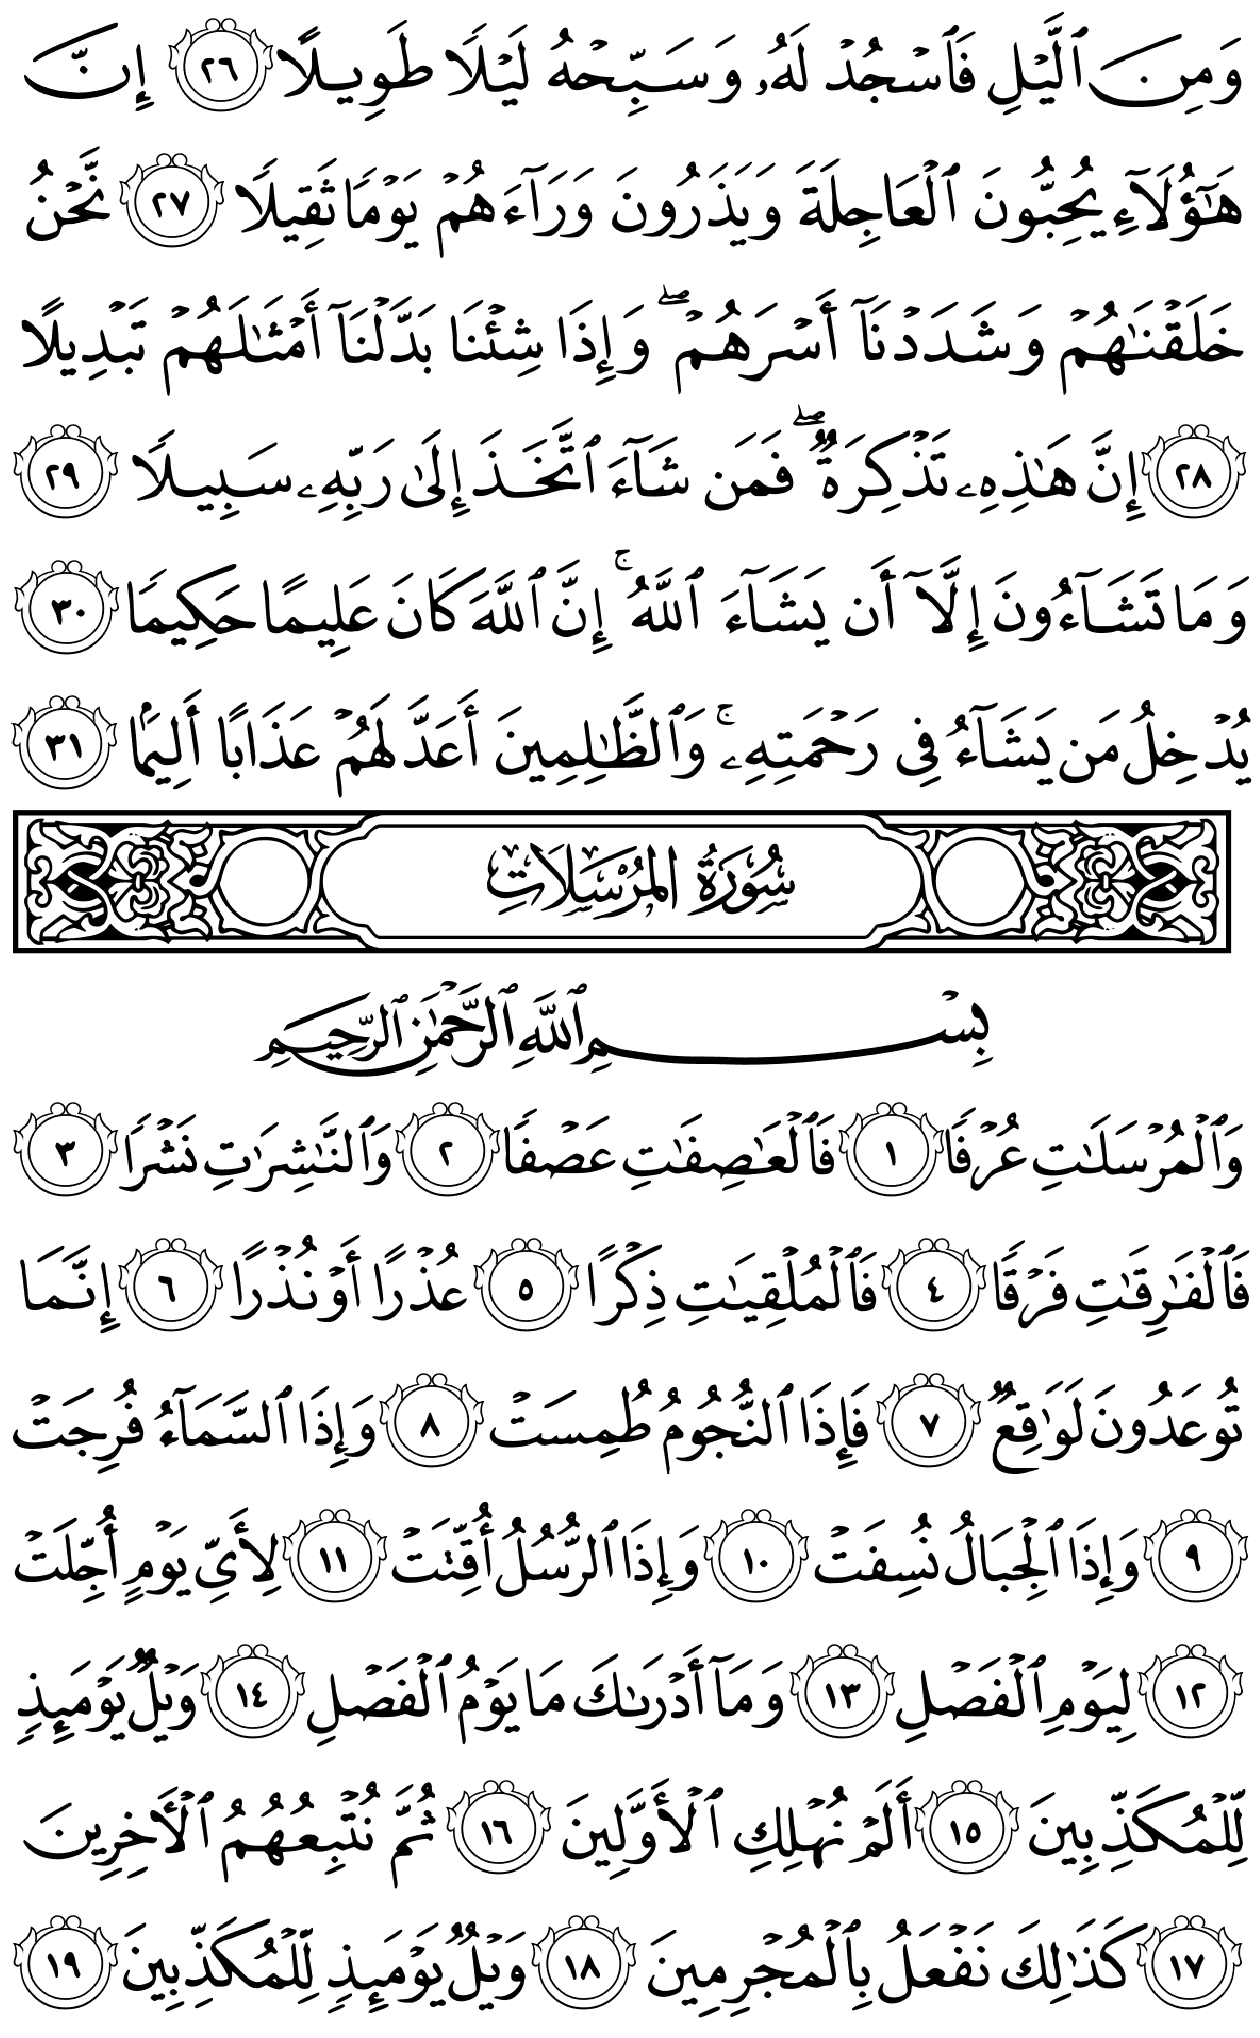 وَمِنَ ٱلَّيۡلِ فَٱسۡجُدۡ لَهُۥ وَسَبِّحۡهُ لَيۡلٗا طَوِيلًا ٢٦ إِنَّ
هَٰٓؤُلَآءِ يُحِبُّونَ ٱلۡعَاجِلَةَ وَيَذَرُونَ وَرَآءَهُمۡ يَوۡمٗا ثَقِيلٗا ٢٧ نَّحۡنُ
خَلَقۡنَٰهُمۡ وَشَدَدۡنَآ أَسۡرَهُمۡۖ وَإِذَا شِئۡنَا بَدَّلۡنَآ أَمۡثَٰلَهُمۡ تَبۡدِيلًا
٢٨ إِنَّ هَٰذِهِۦ تَذۡكِرَةٞۖ فَمَن شَآءَ ٱتَّخَذَ إِلَىٰ رَبِّهِۦ سَبِيلٗا ٢٩
وَمَا تَشَآءُونَ إِلَّآ أَن يَشَآءَ ٱللَّهُۚ إِنَّ ٱللَّهَ كَانَ عَلِيمًا حَكِيمٗا ٣٠
يُدۡخِلُ مَن يَشَآءُ فِي رَحۡمَتِهِۦۚ وَٱلظَّٰلِمِينَ أَعَدَّ لَهُمۡ عَذَابًا أَلِيمَۢا ٣١
سُورَةُ المُرْسَلَاتِ
بِسۡمِ ٱللَّهِ ٱلرَّحۡمَٰنِ ٱلرَّحِيمِ
وَٱلۡمُرۡسَلَٰتِ عُرۡفٗا ١ فَٱلۡعَٰصِفَٰتِ عَصۡفٗا ٢ وَٱلنَّٰشِرَٰتِ نَشۡرٗا ٣
فَٱلۡفَٰرِقَٰتِ فَرۡقٗا ٤ فَٱلۡمُلۡقِيَٰتِ ذِكۡرًا ٥ عُذۡرًا أَوۡ نُذۡرًا ٦ إِنَّمَا
تُوعَدُونَ لَوَٰقِعٞ ٧ فَإِذَا ٱلنُّجُومُ طُمِسَتۡ ٨ وَإِذَا ٱلسَّمَآءُ فُرِجَتۡ
٩ وَإِذَا ٱلۡجِبَالُ نُسِفَتۡ ١٠ وَإِذَا ٱلرُّسُلُ أُقِّتَتۡ ١١ لِأَيِّ يَوۡمٍ أُجِّلَتۡ
١٢ لِيَوۡمِ ٱلۡفَصۡلِ ١٣ وَمَآ أَدۡرَىٰكَ مَا يَوۡمُ ٱلۡفَصۡلِ ١٤ وَيۡلٞ يَوۡمَئِذٖ
لِّلۡمُكَذِّبِينَ ١٥ أَلَمۡ نُهۡلِكِ ٱلۡأَوَّلِينَ ١٦ ثُمَّ نُتۡبِعُهُمُ ٱلۡأٓخِرِينَ
١٧ كَذَٰلِكَ نَفۡعَلُ بِٱلۡمُجۡرِمِينَ ١٨ وَيۡلٞ يَوۡمَئِذٖ لِّلۡمُكَذِّبِينَ ١٩